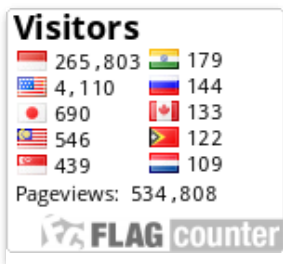 Visitors
265,803 179
4,110 144
690 133
546 122
439 109
Pageviews: 534,808
FLAG counter